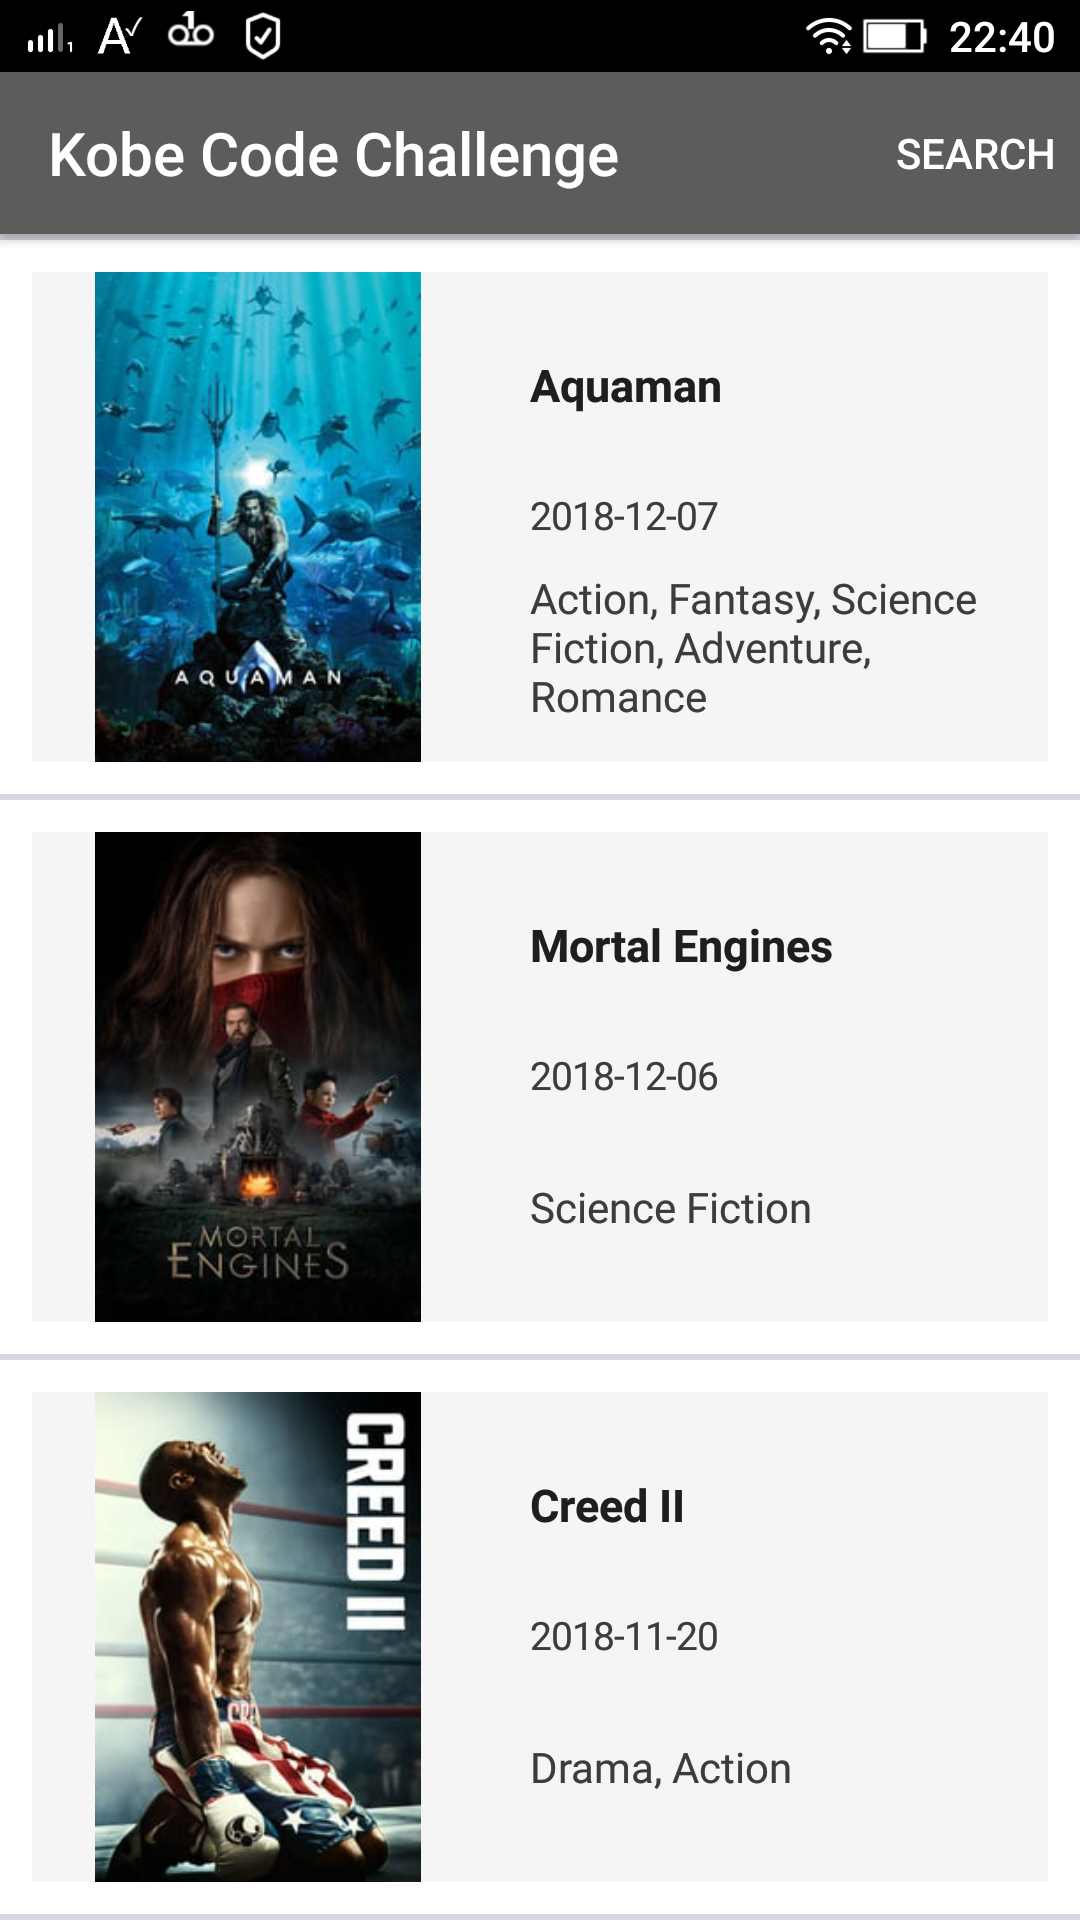 22:40
Kobe Code Challenge
SEARCH
AQUAMAN
Aquaman
2018-12-07
Action, Fantasy, Science
Fiction, Adventure,
Romance
MORTAL
ENGINES
Mortal Engines
2018-12-06
Science Fiction
CREED II
Creed II
2018-11-20
Drama, Action